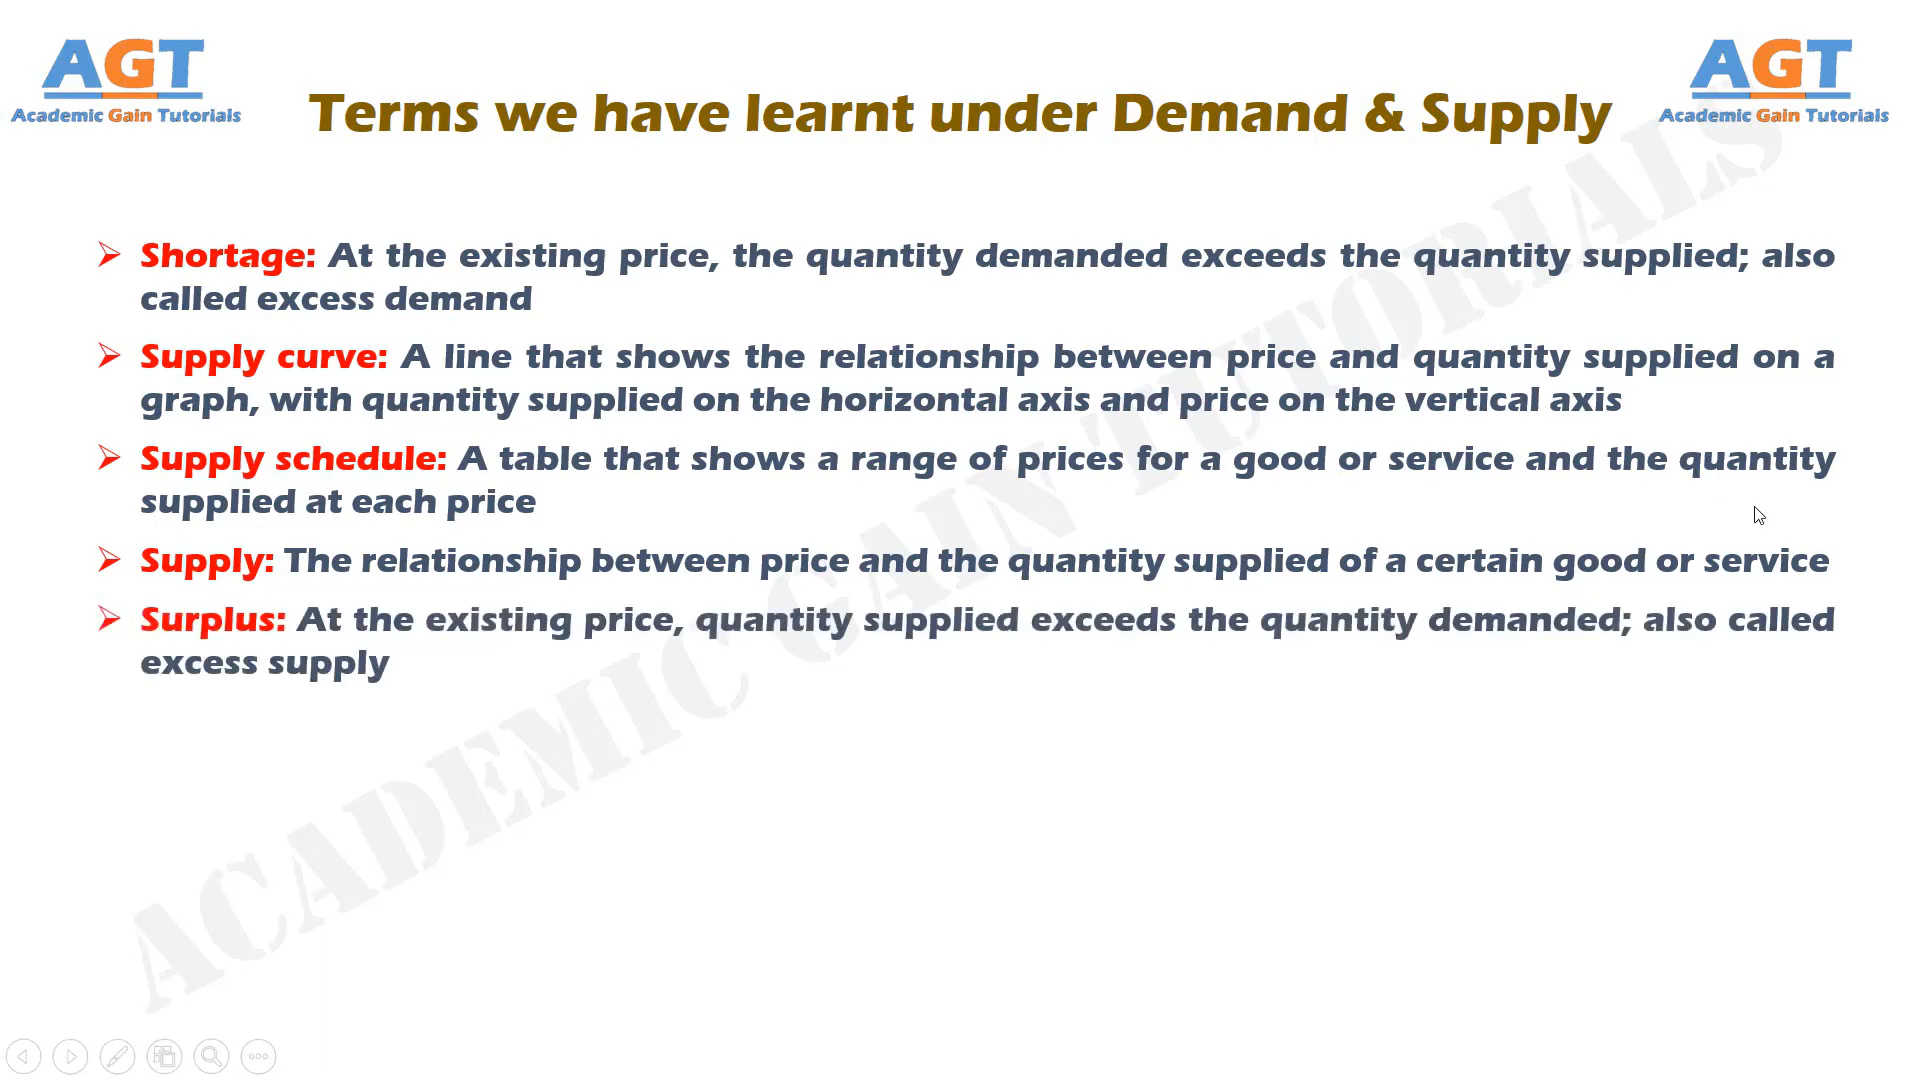 AGT
Academic Gain Tutorials
AGT
Academic Gain Tutorials
Terms we have learnt under Demand & Supply
Shortage: At the existing price, the quantity demanded exceeds the quantity supplied; also
called excess demand
Supply curve: A line that shows the relationship between price and quantity supplied on a
graph, with quantity supplied on the horizontal axis and price on the vertical axis
Supply schedule: A table that shows a range of prices for a good or service and the quantity
supplied at each price
Supply: The relationship between price and the quantity supplied of a certain good or service
Surplus: At the existing price, quantity supplied exceeds the quantity demanded; also called
excess supply
ACADEMIC GAIN TUTORIALS